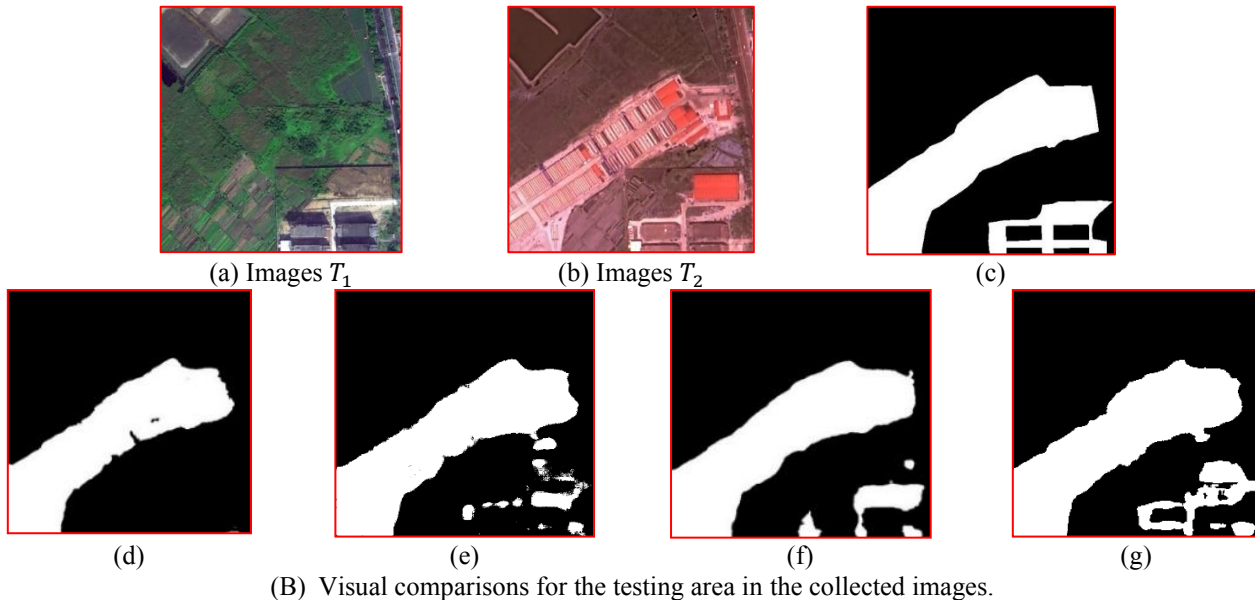 (a) Images T₁
(b) Images T₂
(c)
(d)
(e)
(f)
(g)
(B) Visual comparisons for the testing area in the collected images.